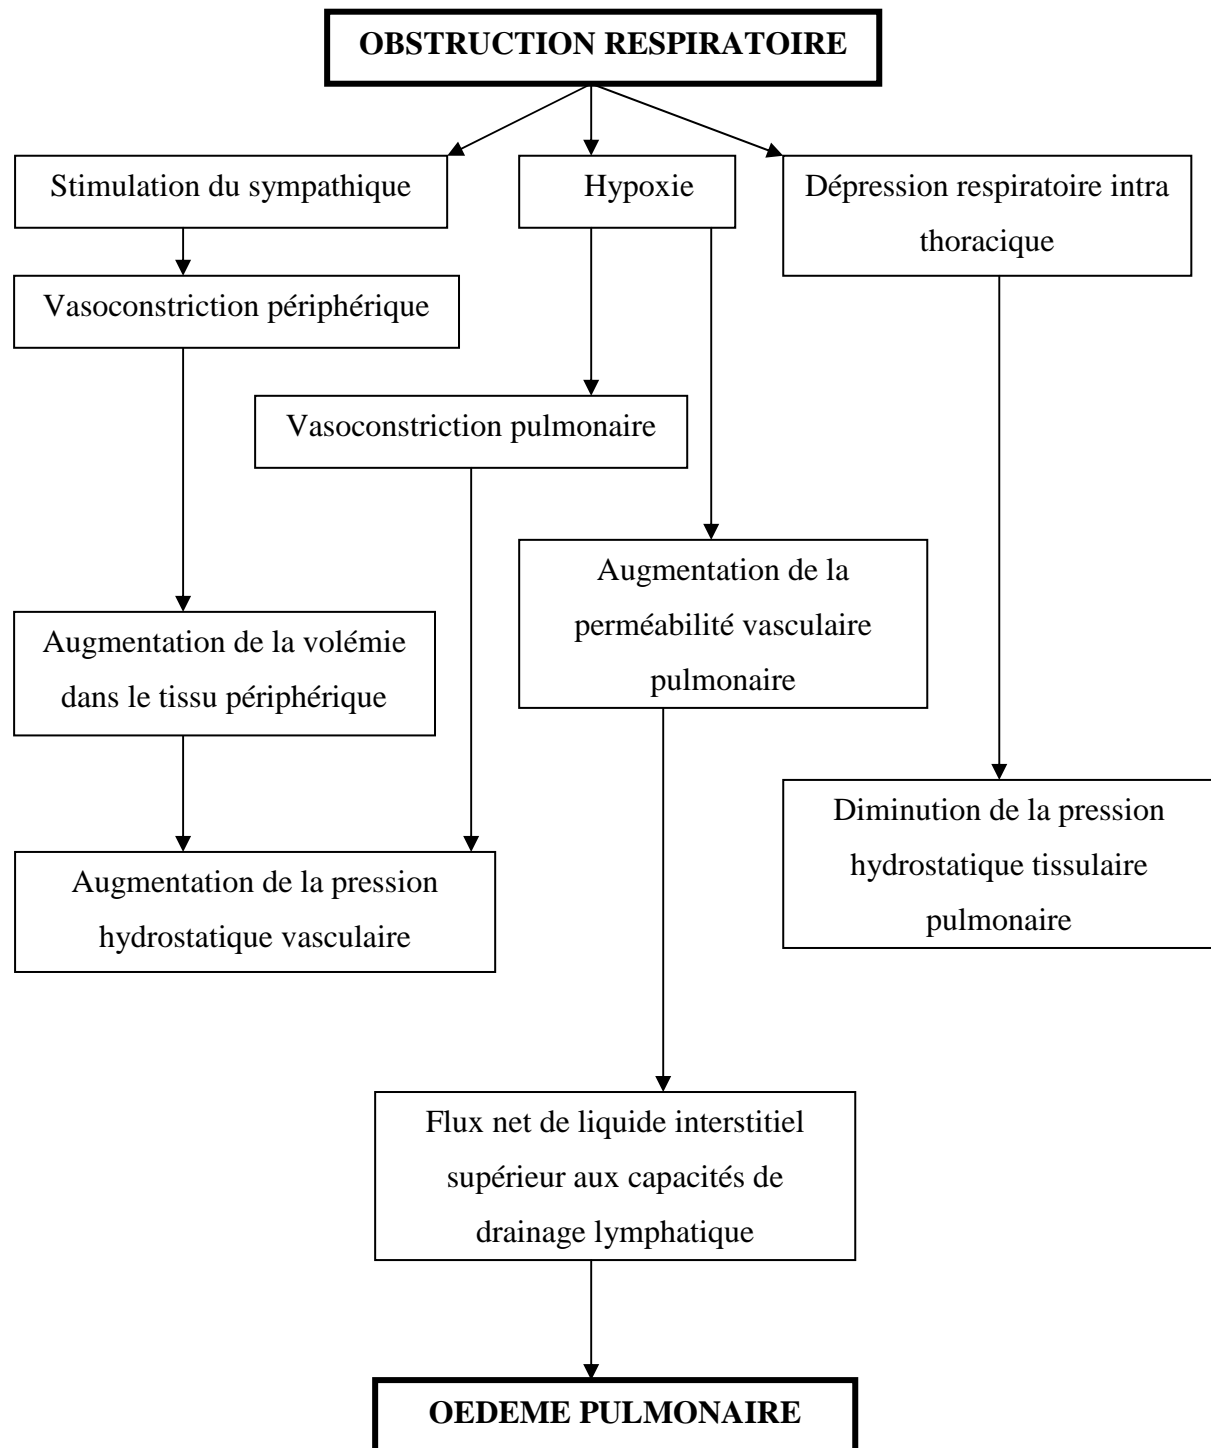 OBSTRUCTION RESPIRATOIRE
Stimulation du sympathique
Hypoxie
Dépression respiratoire intra
thoracique
Vasoconstriction périphérique
Vasoconstriction pulmonaire
Augmentation de la
perméabilité vasculaire
pulmonaire
Augmentation de la volémie
dans le tissu périphérique
Diminution de la pression
hydrostatique tissulaire
pulmonaire
Augmentation de la pression
hydrostatique vasculaire
Flux net de liquide interstitiel
supérieur aux capacités de
drainage lymphatique
OEDEME PULMONAIRE